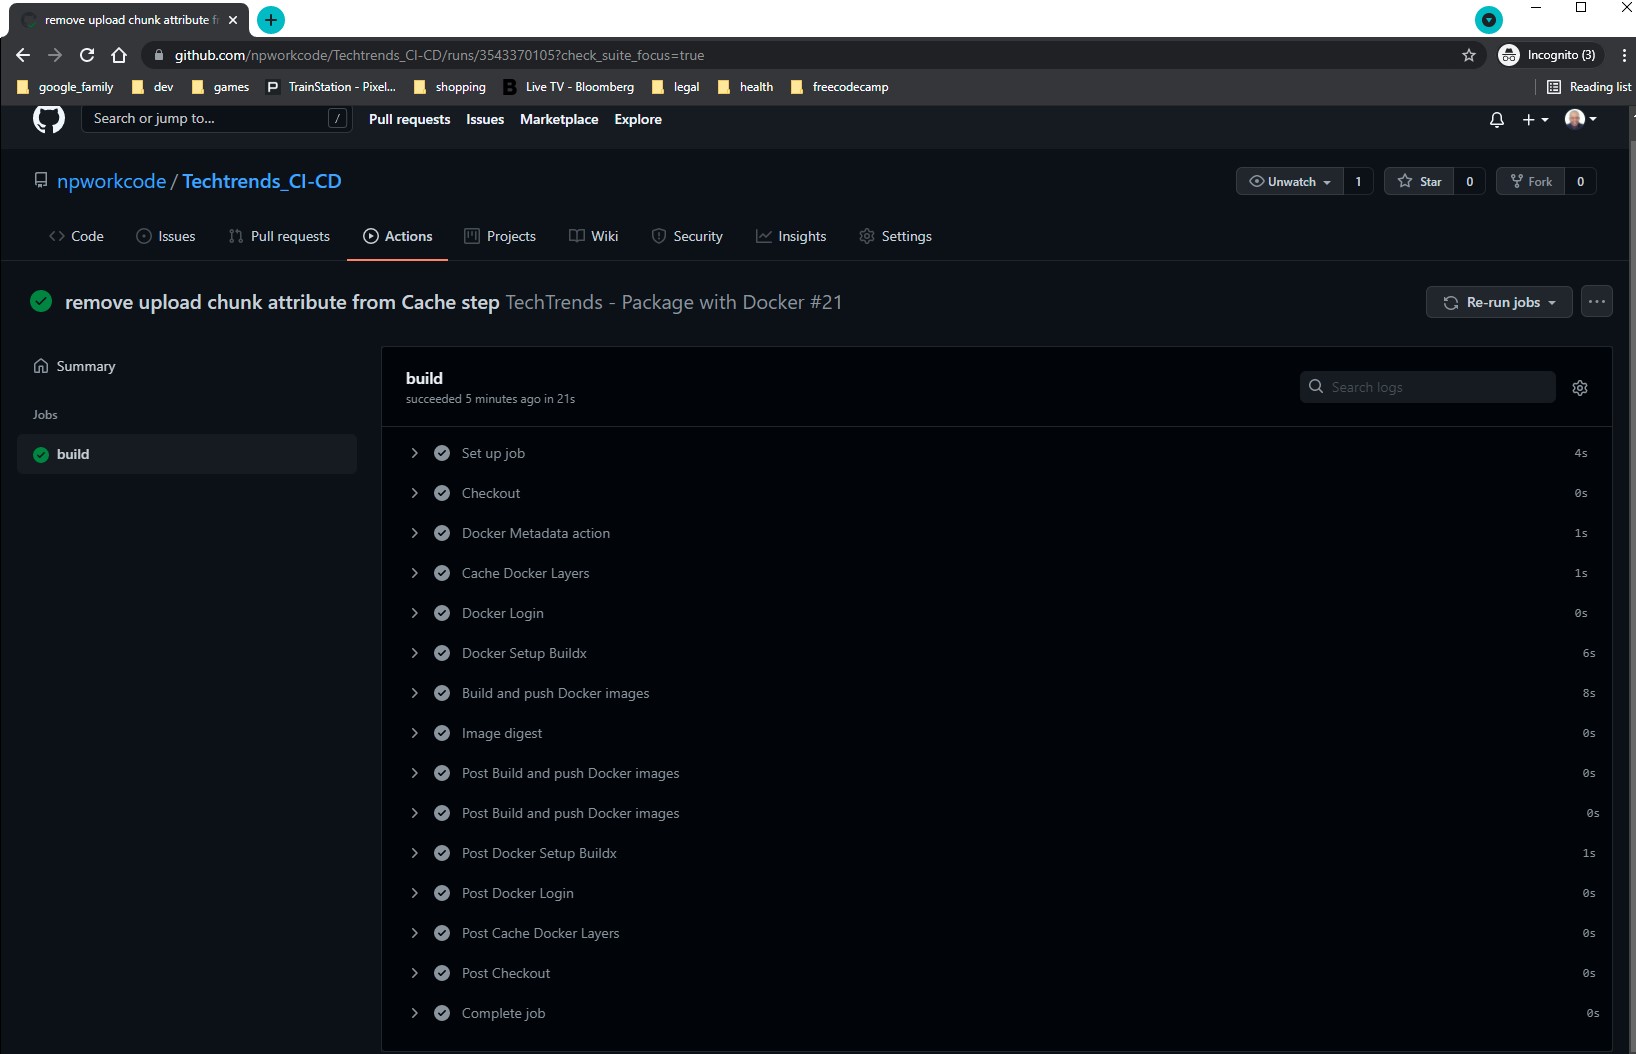 remove upload chunk attribute f
Incognito (3)
github.com/npworkcode/Techtrends_CI-CD/runs/3543370105?check_suite_focus=true
google_family dev games P TrainStation - Pixel... shopping B Live TV - Bloomberg legal health freecodecamp Reading list
Search or jump to... / Pull requests Issues Marketplace Explore
npworkcode / Techtrends_CI-CD Unwatch 1 Star 0 Fork 0
Code Issues Pull requests Actions Projects Wiki Security Insights Settings
remove upload chunk attribute from Cache step TechTrends - Package with Docker #21 Re-run jobs
Summary
Jobs
build
build
succeeded 5 minutes ago in 21s
Search logs
Set up job 4s
Checkout 0s
Docker Metadata action 1s
Cache Docker Layers 1s
Docker Login 0s
Docker Setup Buildx 6s
Build and push Docker images 8s
Image digest 0s
Post Build and push Docker images 0s
Post Build and push Docker images 0s
Post Docker Setup Buildx 1s
Post Docker Login 0s
Post Cache Docker Layers 0s
Post Checkout 0s
Complete job 0s